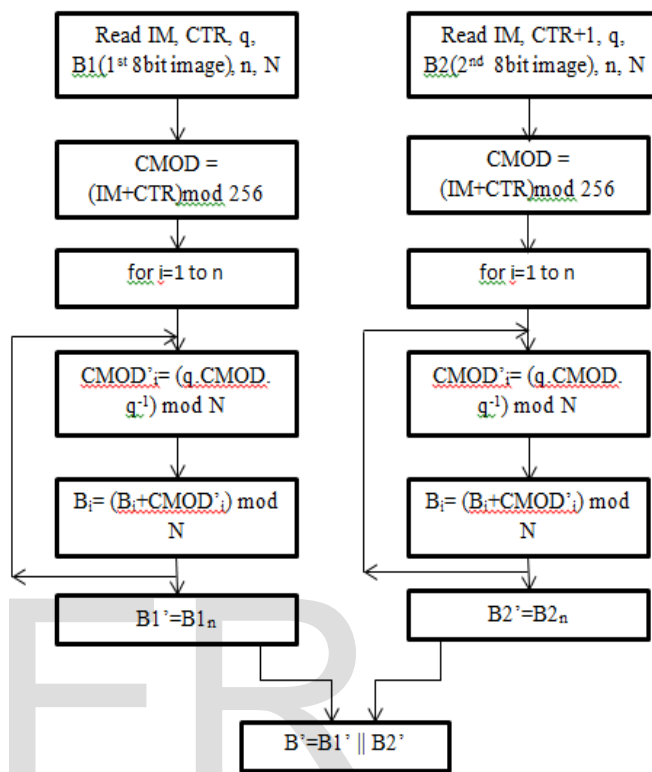 Read IM, CTR, q,
B1(1st 8bit image), n, N
CMOD =
(IM+CTR)mod 256
for i=1 to n
CMOD’i= (q.CMOD.
q-1) mod N
Bi= (Bi+CMOD’i) mod
N
B1’=B1n
Read IM, CTR+1, q,
B2(2nd 8bit image), n, N
CMOD =
(IM+CTR)mod 256
for i=1 to n
CMOD’i= (q.CMOD.
q-1) mod N
Bi= (Bi+CMOD’i) mod
N
B2’=B2n
B’=B1’ || B2’
FR